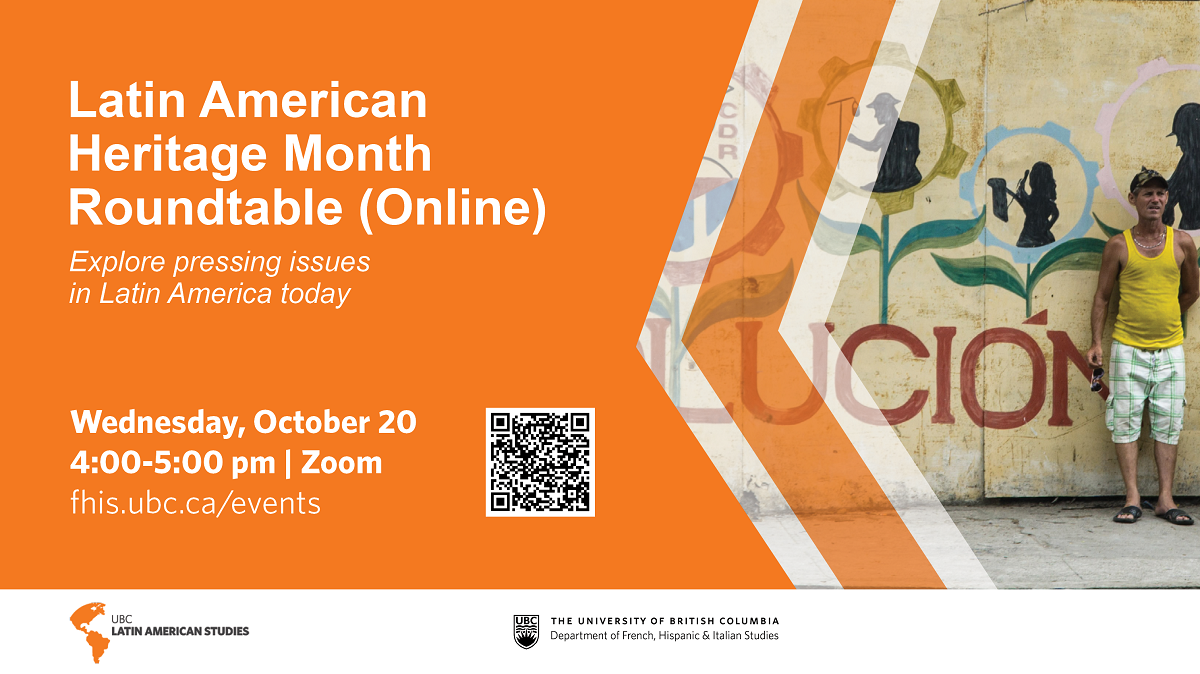 Latin American
Heritage Month
Roundtable (Online)
Explore pressing issues
in Latin America today
Wednesday, October 20
4:00-5:00 pm | Zoom
fhis.ubc.ca/events
CDR
LUCIÓN
UBC
LATIN AMERICAN STUDIES
UBC
THE UNIVERSITY OF BRITISH COLUMBIA
Department of French, Hispanic & Italian Studies